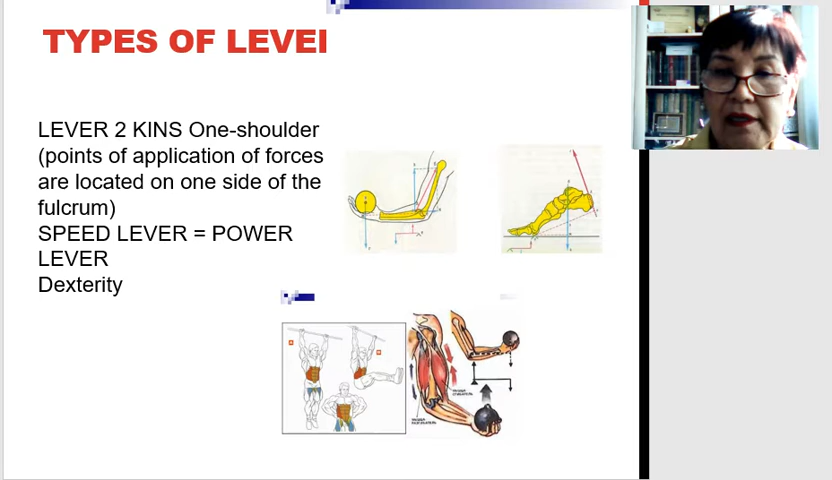 TYPES OF LEVEI
LEVER 2 KINS One-shoulder
(points of application of forces
are located on one side of the
fulcrum)
SPEED LEVER = POWER
LEVER
Dexterity